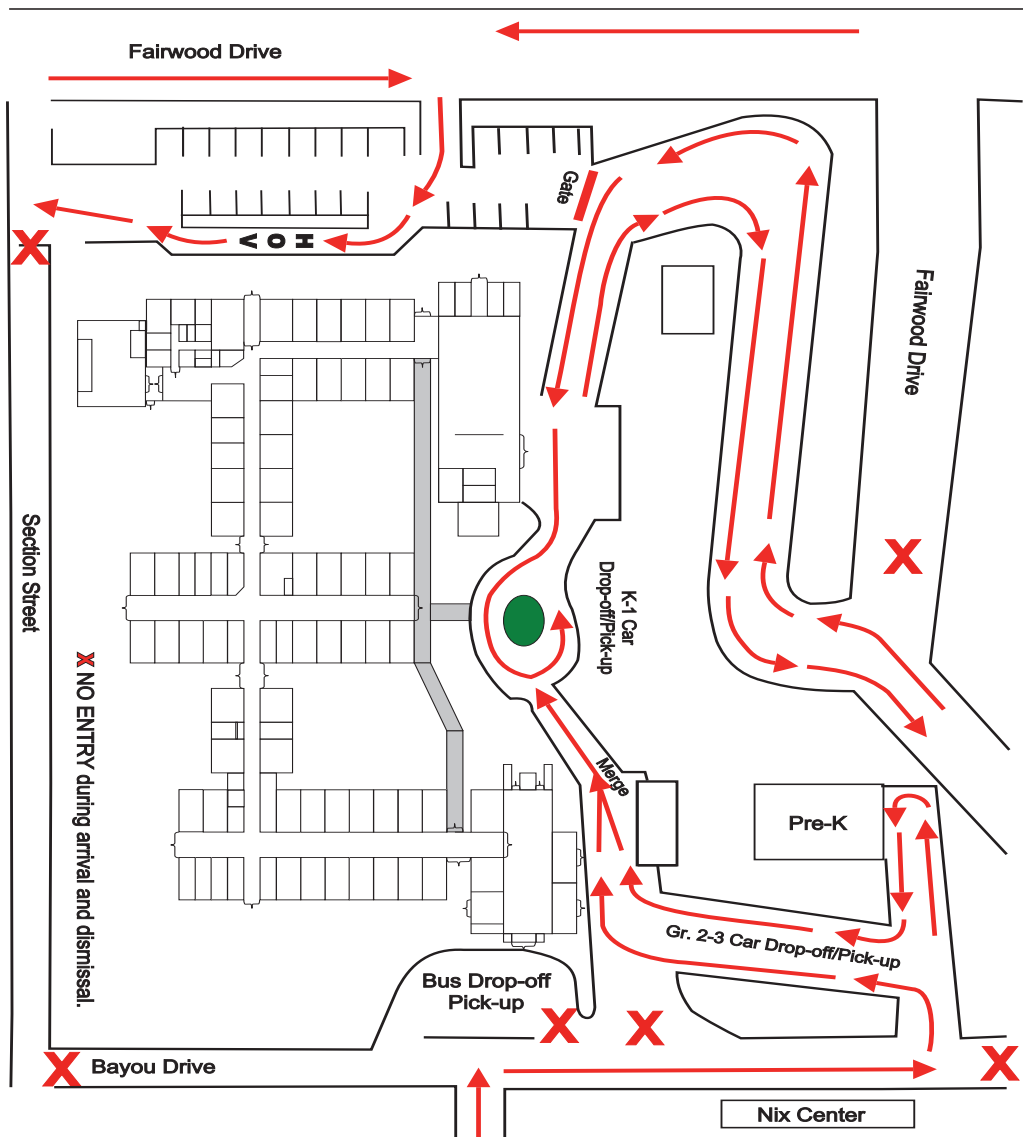 Fairwood Drive
Gate
HOV
Fairwood Drive
Section Street
K-1 Car
Drop-off/Pick-up
X NO ENTRY during arrival and dismissal.
Merge
Pre-K
Gr. 2-3 Car Drop-off/Pick-up
Bus Drop-off
Pick-up
Bayou Drive
Nix Center